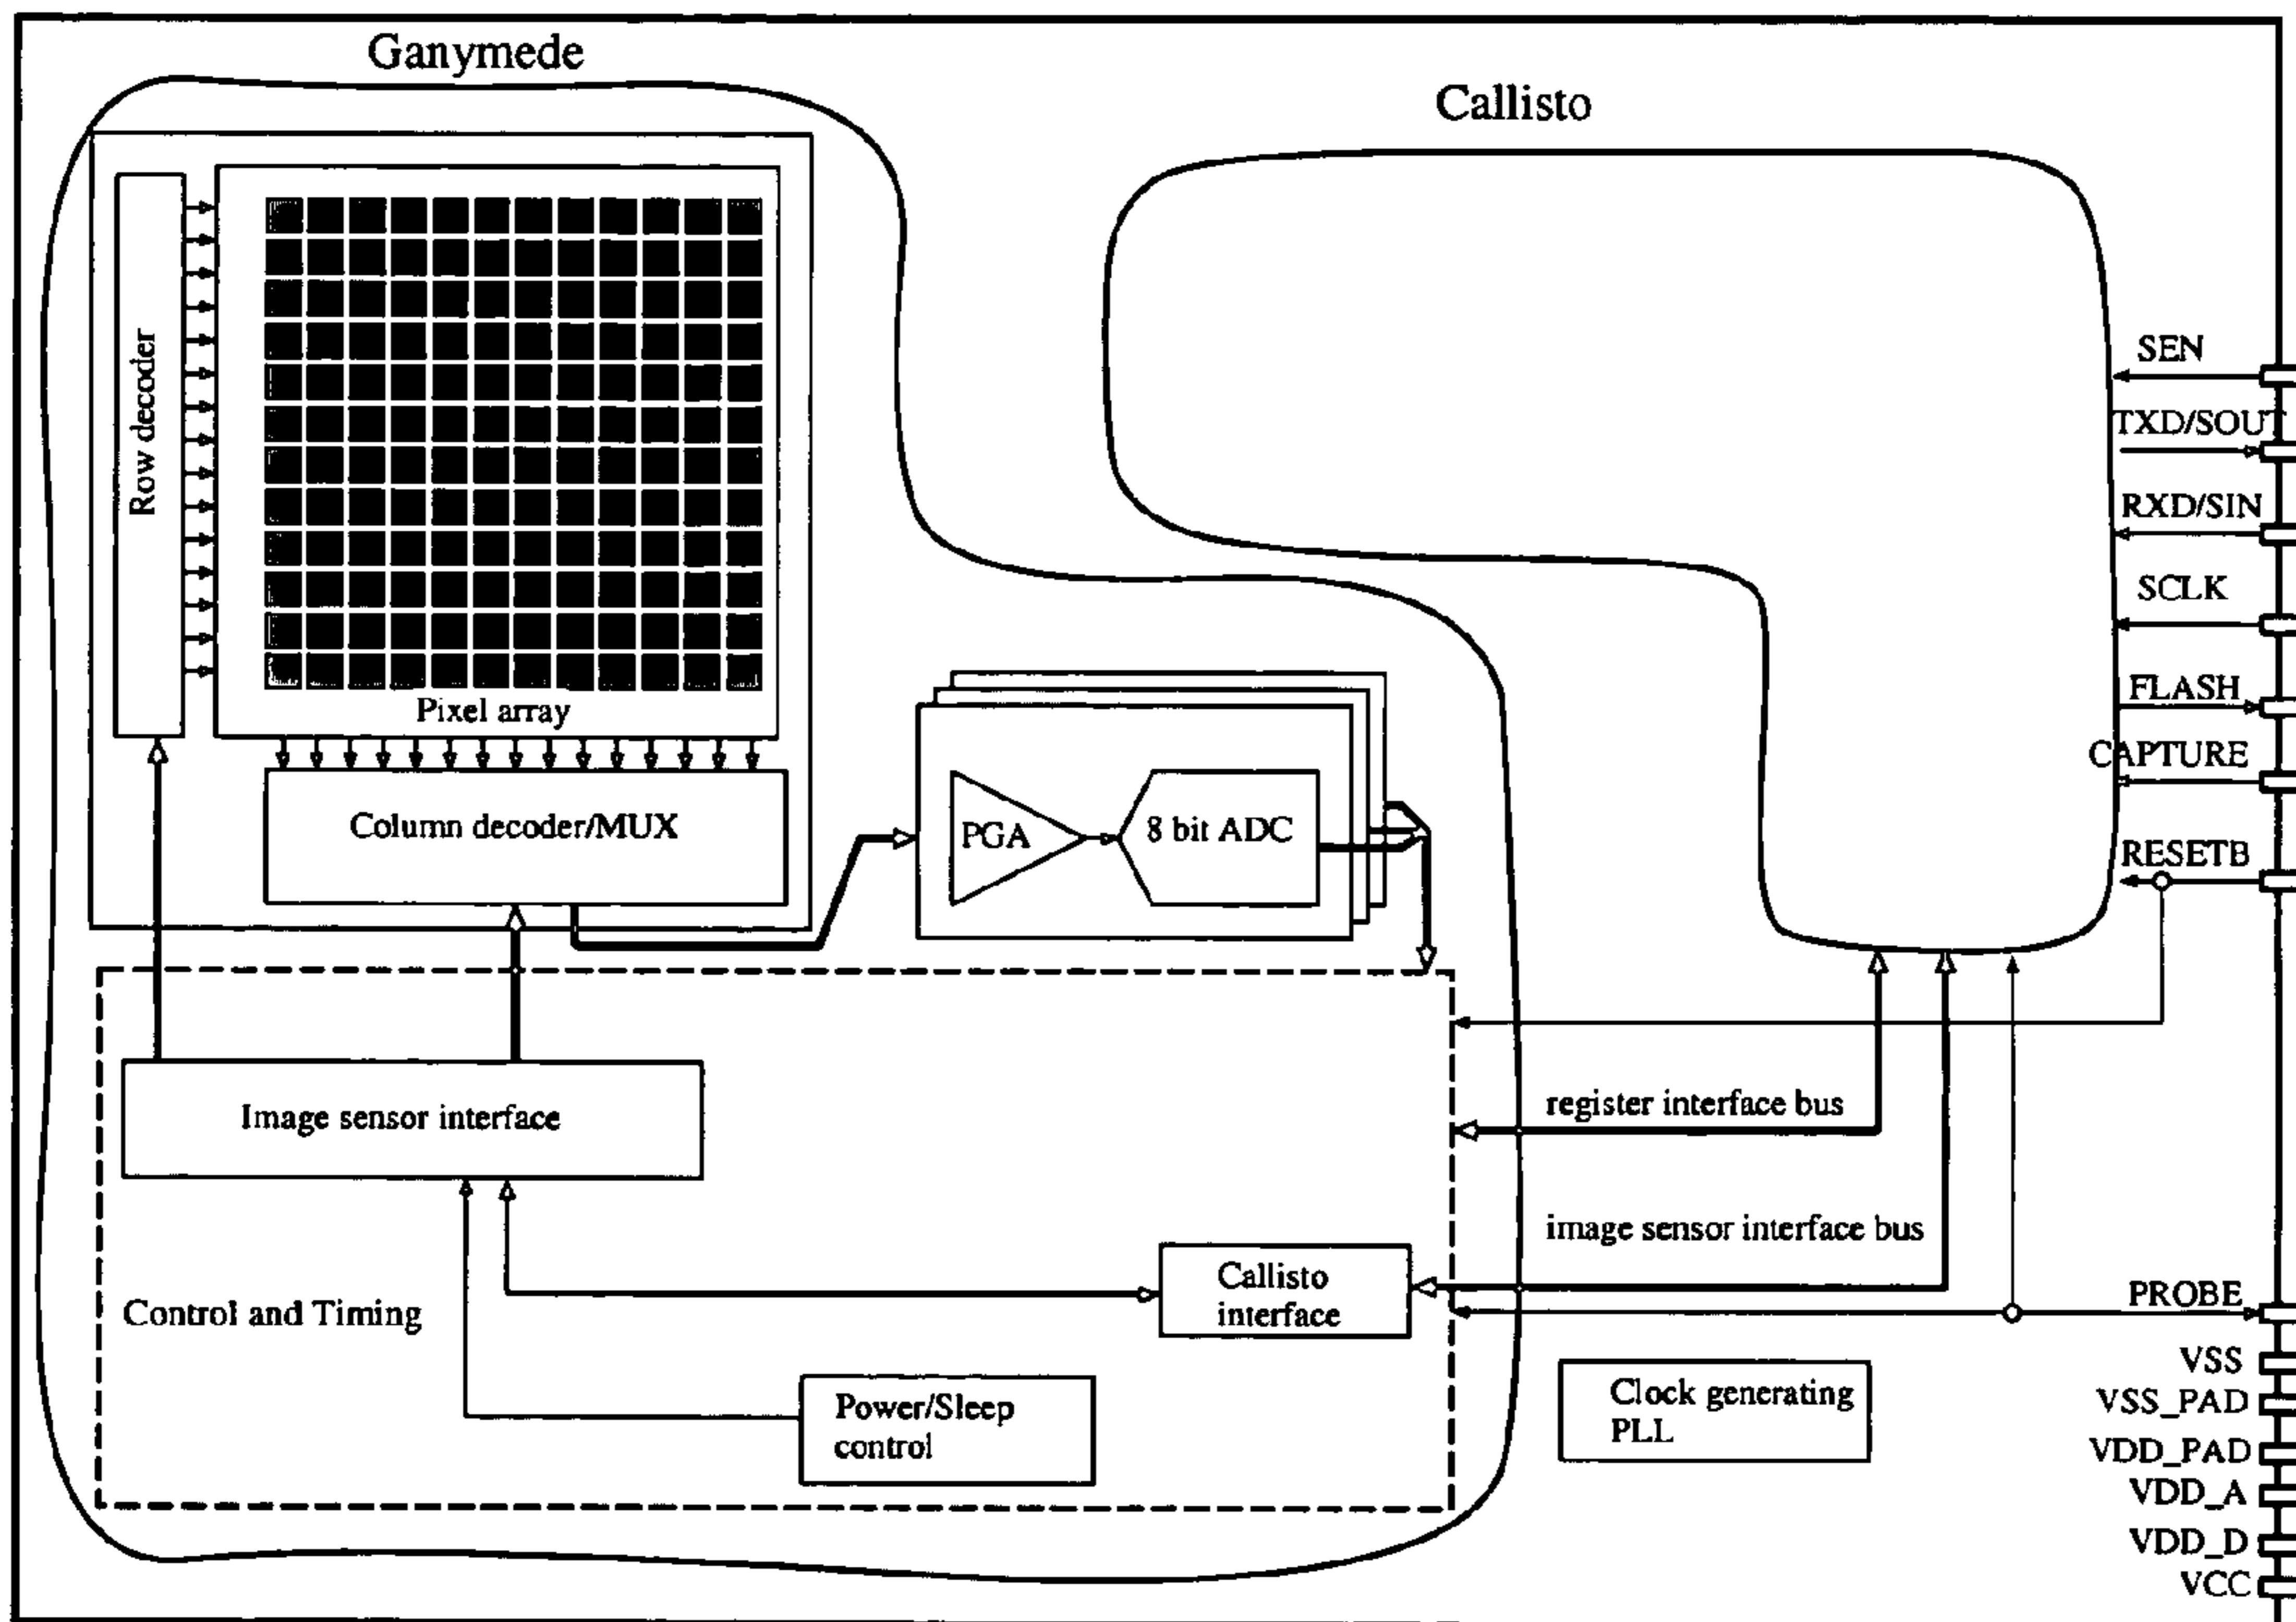 Ganymede
Callisto
Row decoder
Pixel array
Column decoder/MUX
PGA
8 bit ADC
SEN
TXD/SOUT
RXD/SIN
SCLK
FLASH
CAPTURE
RESETB
Image sensor interface
register interface bus
image sensor interface bus
Callisto
interface
Control and Timing
Power/Sleep
control
Clock generating
PLL
PROBE
VSS
VSS_PAD
VDD_PAD
VDD_A
VDD_D
VCC